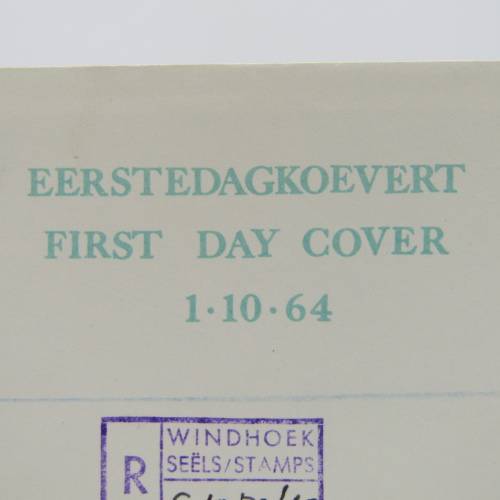 EERSTEDAGKOEVERT
FIRST DAY COVER
1·10·64
WINDHOEK
R
SEËLS/STAMPS